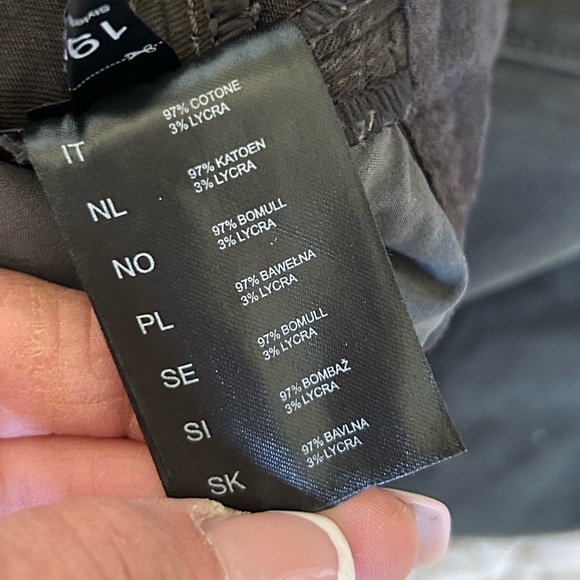 19
IT 97% COTONE
3% LYCRA
NL 97% KATOEN
3% LYCRA
NO 97% BOMULL
3% LYCRA
PL 97% BAWEŁNA
3% LYCRA
SE 97% BOMULL
3% LYCRA
SI 97% BOMBAŽ
3% LYCRA
SK 97% BAVLNA
3% LYCRA